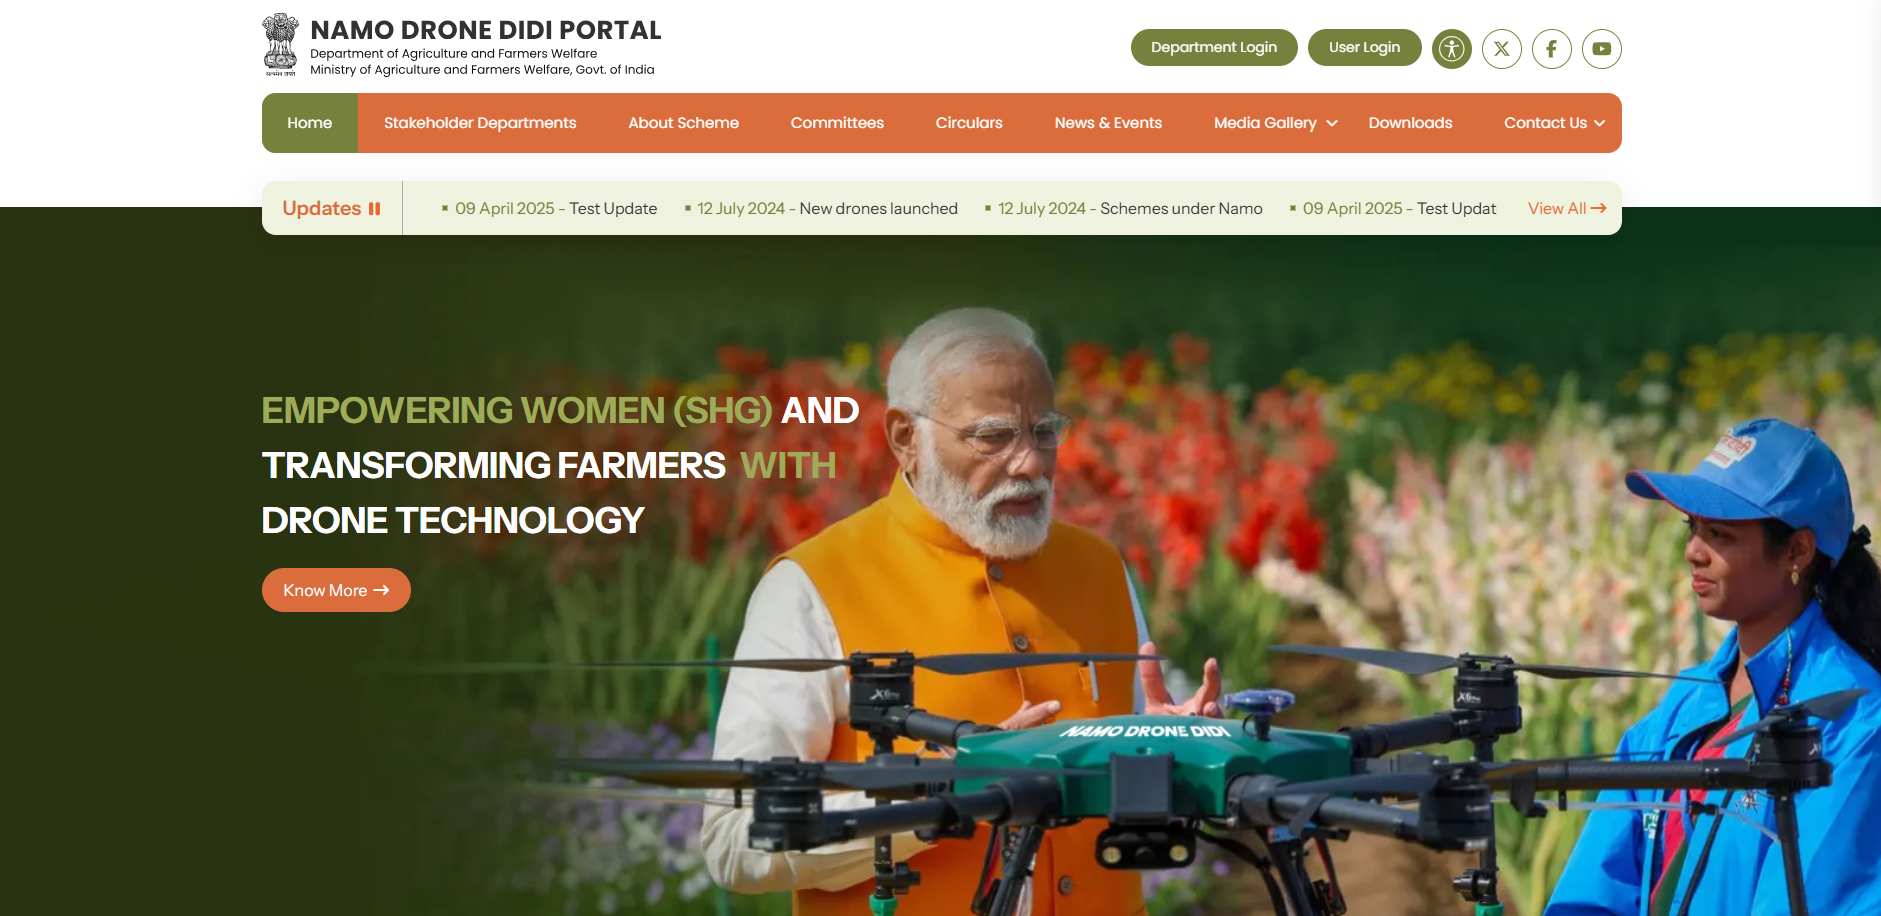 NAMO DRONE DIDI PORTAL
Department of Agriculture and Farmers Welfare
Ministry of Agriculture and Farmers Welfare, Govt. of India
सत्यमेव जयते
Department Login
User Login
Home
Stakeholder Departments
About Scheme
Committees
Circulars
News & Events
Media Gallery
Downloads
Contact Us
Updates
09 April 2025 - Test Update
12 July 2024 - New drones launched
12 July 2024 - Schemes under Namo
09 April 2025 - Test Updat
View All
EMPOWERING WOMEN (SHG) AND
TRANSFORMING FARMERS WITH
DRONE TECHNOLOGY
Know More
NAMO DRONE DIDI
X6
X6